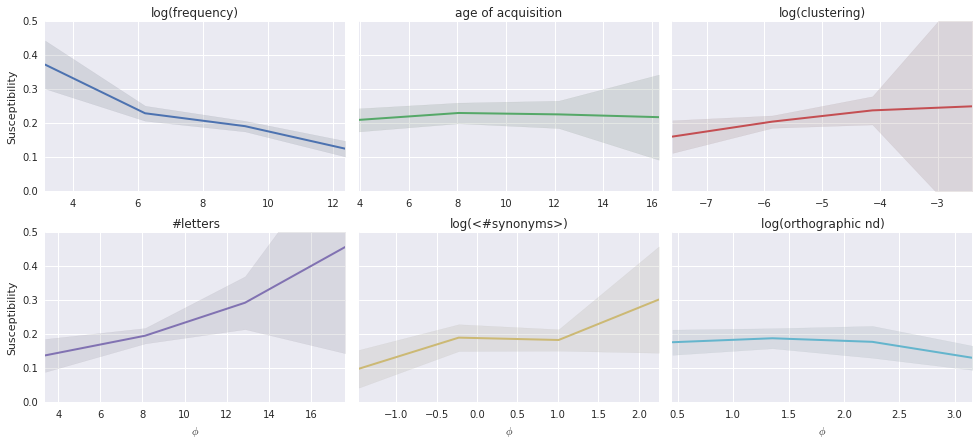 log(frequency)
age of acquisition
log(clustering)
Susceptibility
0.5
0.4
0.3
0.2
0.1
0.0
4 6 8 10 12
4 6 8 10 12 14 16
−7 −6 −5 −4 −3
#letters
log(<#synonyms>)
log(orthographic nd)
Susceptibility
0.5
0.4
0.3
0.2
0.1
0.0
4 6 8 10 12 14 16
−1.0 −0.5 0.0 0.5 1.0 1.5 2.0
0.5 1.0 1.5 2.0 2.5 3.0
ϕ
ϕ
ϕ